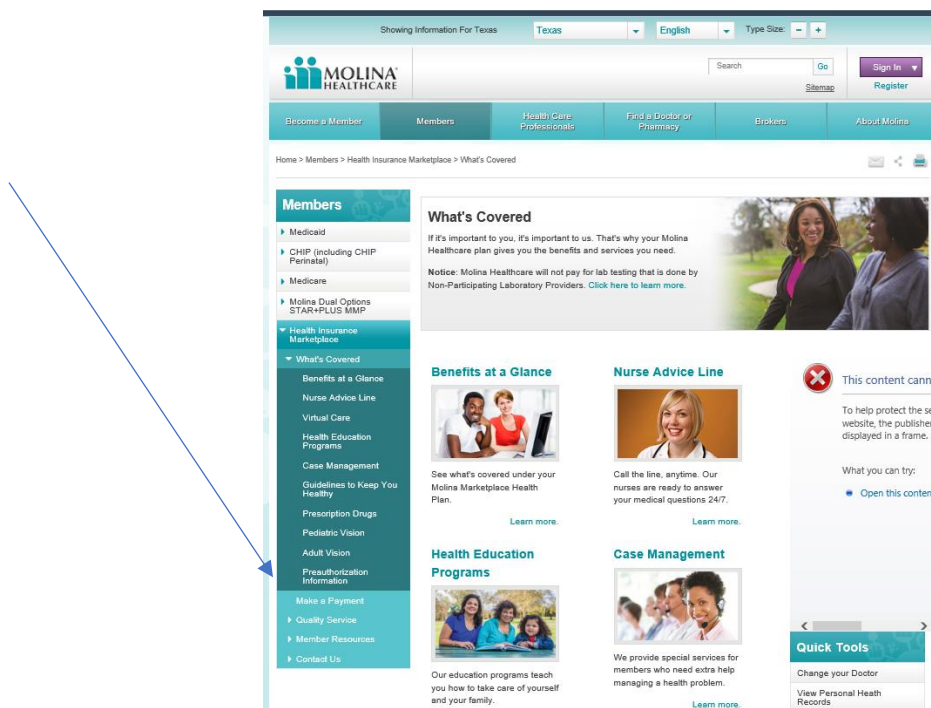 Showing Information For Texas Texas English Type Size: - +
MOLINA
HEALTHCARE
Search Go
Sitemap
Sign In
Register
Become a Member
Members
Health Care
Professionals
Find a Doctor or
Pharmacy
Brokers
About Molina
Home > Members > Health Insurance Marketplace > What's Covered
Members
Medicaid
CHIP (including CHIP
Perinatal)
Medicare
Molina Dual Options
STAR+PLUS MMP
Health Insurance
Marketplace
What's Covered
Benefits at a Glance
Nurse Advice Line
Virtual Care
Health Education
Programs
Case Management
Guidelines to Keep You
Healthy
Prescription Drugs
Pediatric Vision
Adult Vision
Preauthorization
Information
Make a Payment
Quality Service
Member Resources
Contact Us
What's Covered
If it's important to you, it's important to us. That's why your Molina
Healthcare plan gives you the benefits and services you need.
Notice: Molina Healthcare will not pay for lab testing that is done by
Non-Participating Laboratory Providers. Click here to learn more.
Benefits at a Glance
See what's covered under your
Molina Marketplace Health
Plan.
Learn more.
Nurse Advice Line
Call the line, anytime. Our
nurses are ready to answer
your medical questions 24/7.
Learn more.
Health Education
Programs
Our education programs teach
you how to take care of yourself
and your family.
Case Management
We provide special services for
members who need extra help
managing a health problem.
Learn more.
This content cann
To help protect the se
website, the publisher
displayed in a frame.
What you can try:
Open this conten
Quick Tools
Change your Doctor
View Personal Heath
Records